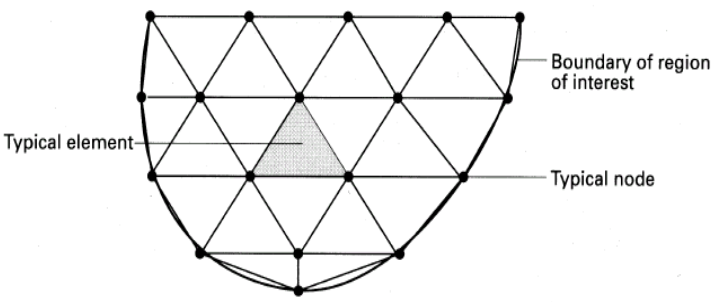 Boundary of region
of interest
Typical element
Typical node